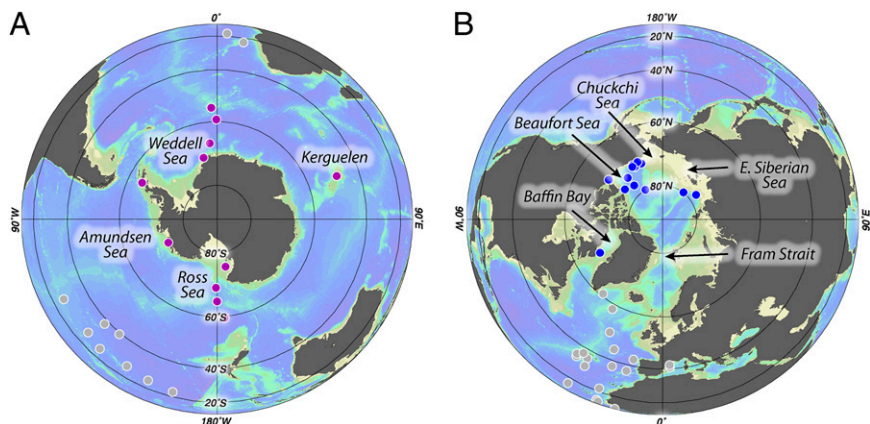 A
0°
Weddell
Sea
Kerguelen
90°W
90°E
Amundsen
Sea
80°S
Ross
Sea
60°S
40°S
20°S
180°W
B
180°W
20°N
40°N
Chuckchi
Sea
60°N
Beaufort Sea
E. Siberian
Sea
80°N
Baffin Bay
90°W
90°E
Fram Strait
0°